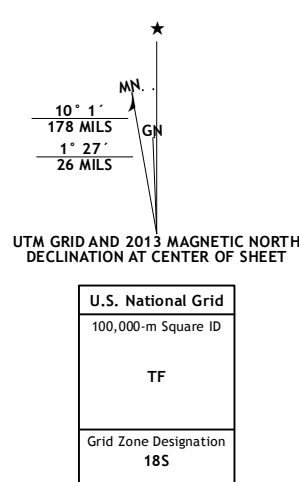 MN
10° 1´
178 MILS
GN
1° 27´
26 MILS
UTM GRID AND 2013 MAGNETIC NORTH
DECLINATION AT CENTER OF SHEET
U.S. National Grid
100,000-m Square ID
TF
Grid Zone Designation
18S